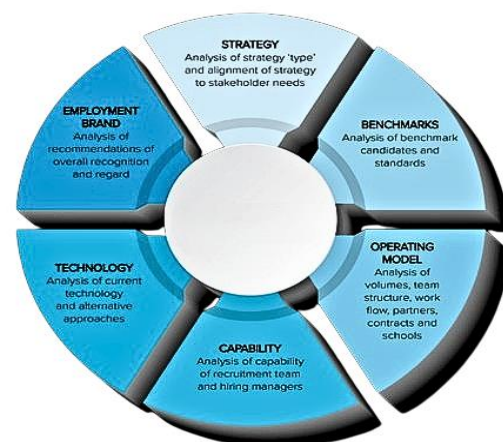 STRATEGY
Analysis of strategy 'type'
and alignment of strategy
to stakeholder needs
BENCHMARKS
Analysis of benchmark
candidates and
standards
OPERATING
MODEL
Analysis of
volumes, team
structure, work
flow, partners,
contracts and
schools
CAPABILITY
Analysis of capability
of recruitment team
and hiring managers
TECHNOLOGY
Analysis of current
technology
and alternative
approaches
EMPLOYMENT
BRAND
Analysis of
recommendations of
overall recognition
and regard